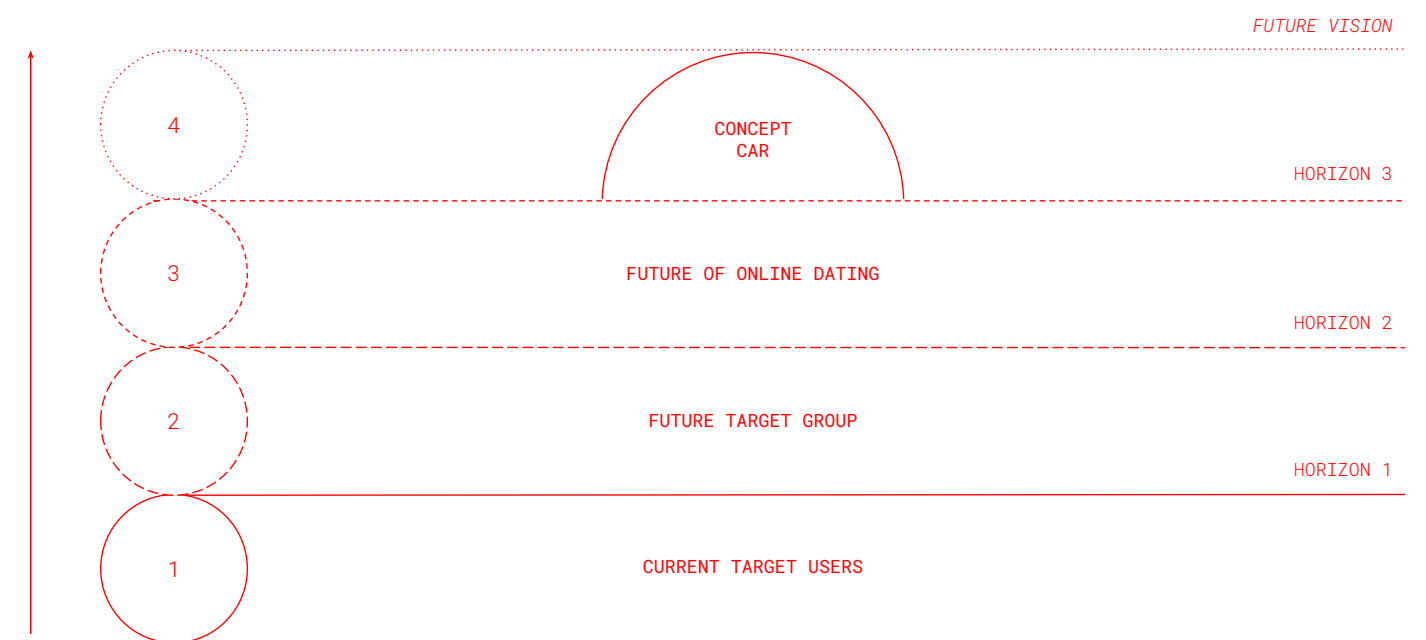 FUTURE VISION
4
CONCEPT
CAR
HORIZON 3
3
FUTURE OF ONLINE DATING
HORIZON 2
2
FUTURE TARGET GROUP
HORIZON 1
1
CURRENT TARGET USERS